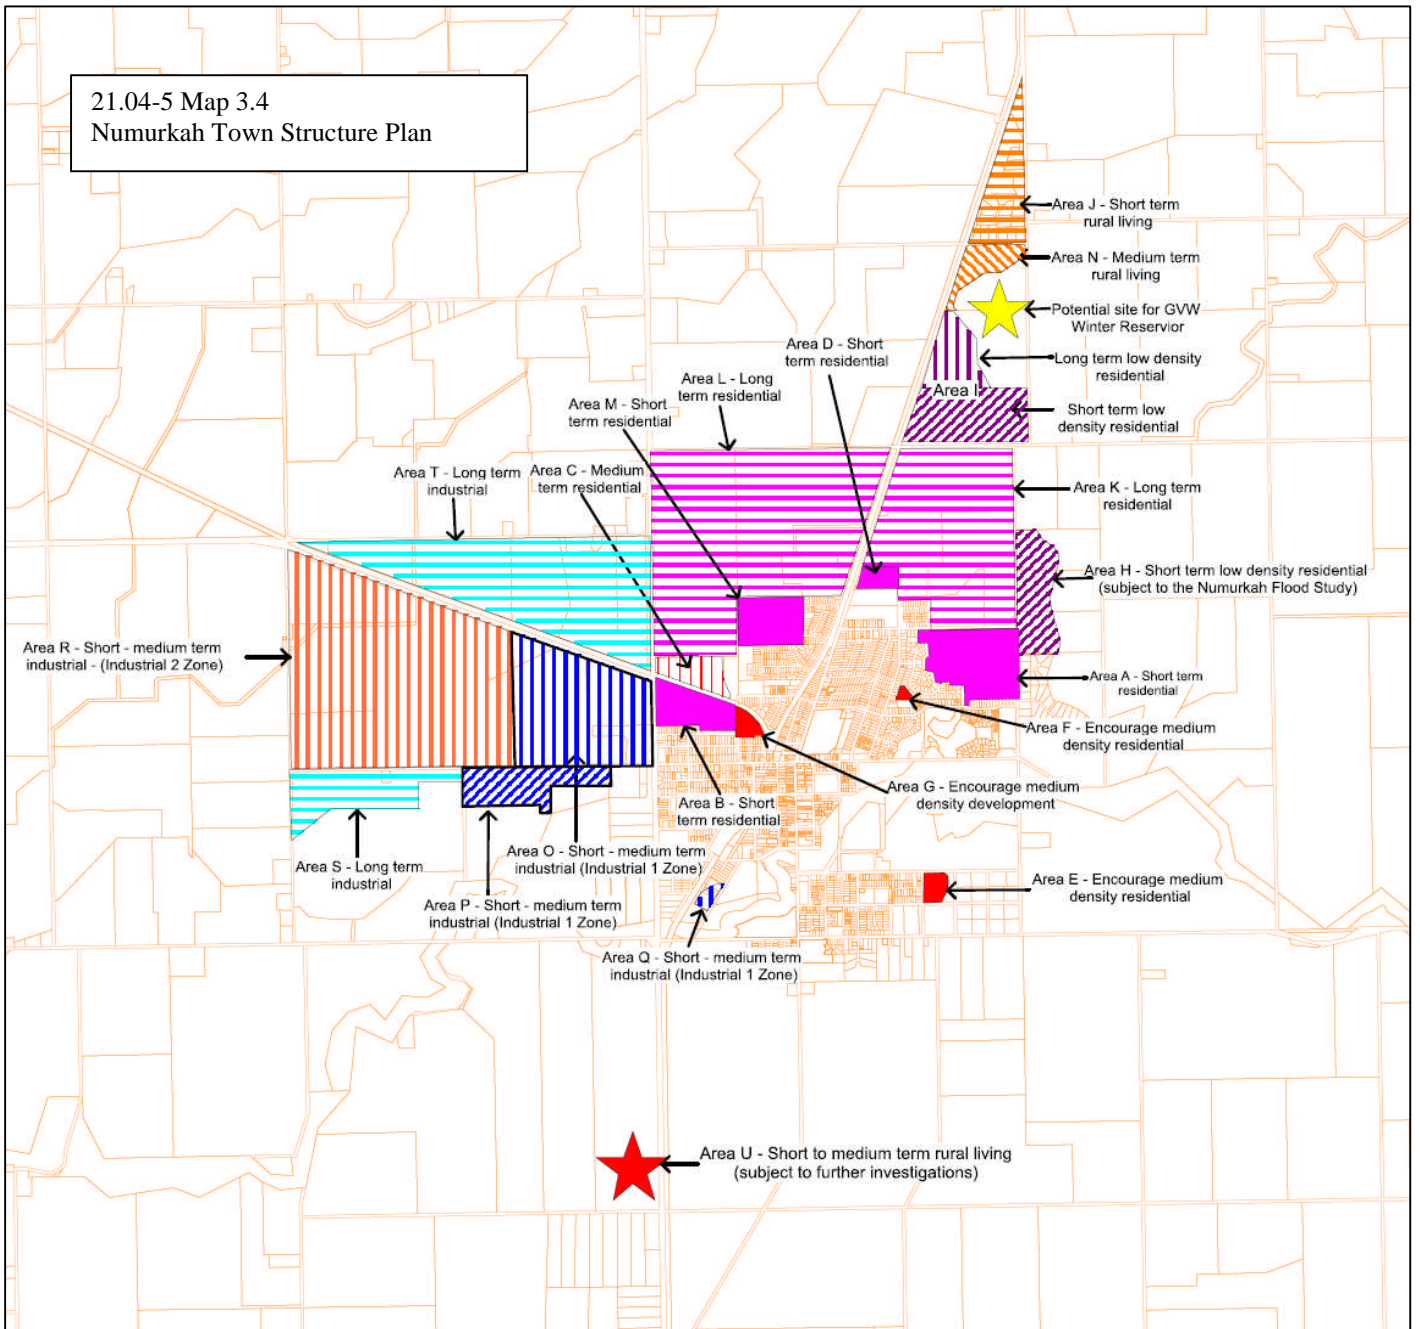 21.04-5 Map 3.4
Numurkah Town Structure Plan
Area J - Short term
rural living
Area N - Medium term
rural living
Potential site for GVW
Winter Reservior
Long term low density
residential
Area I
Short term low
density residential
Area D - Short
term residential
Area L - Long
term residential
Area M - Short
term residential
Area C - Medium
term residential
Area T - Long term
industrial
Area K - Long term
residential
Area H - Short term low density residential
(subject to the Numurkah Flood Study)
Area R - Short - medium term
industrial - (Industrial 2 Zone)
Area A - Short term
residential
Area F - Encourage medium
density residential
Area G - Encourage medium
density development
Area B - Short
term residential
Area O - Short - medium term
industrial (Industrial 1 Zone)
Area S - Long term
industrial
Area P - Short - medium term
industrial (Industrial 1 Zone)
Area E - Encourage medium
density residential
Area Q - Short - medium term
industrial (Industrial 1 Zone)
Area U - Short to medium term rural living
(subject to further investigations)